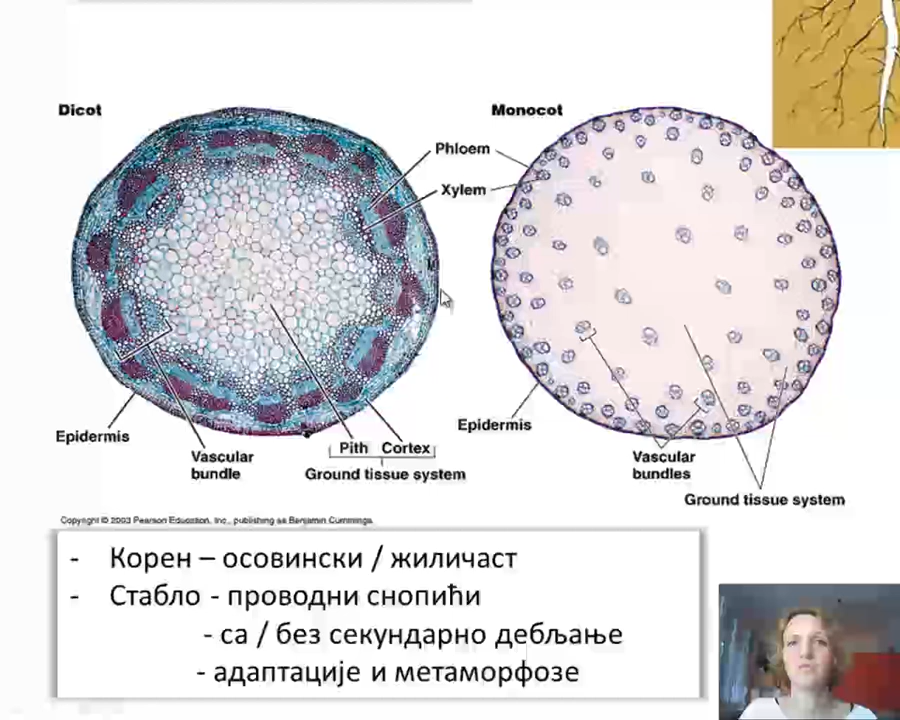 Dicot
Monocot
Phloem
Xylem
Epidermis
Vascular
bundle
Pith Cortex
Ground tissue system
Epidermis
Vascular
bundles
Ground tissue system
Copyright © 2003 Pearson Education, Inc., publishing as Benjamin Cummings.
- Корен – осовински / жиличаст
- Стабло - проводни снопићи
- са / без секундарно дебљање
- адаптације и метаморфозе